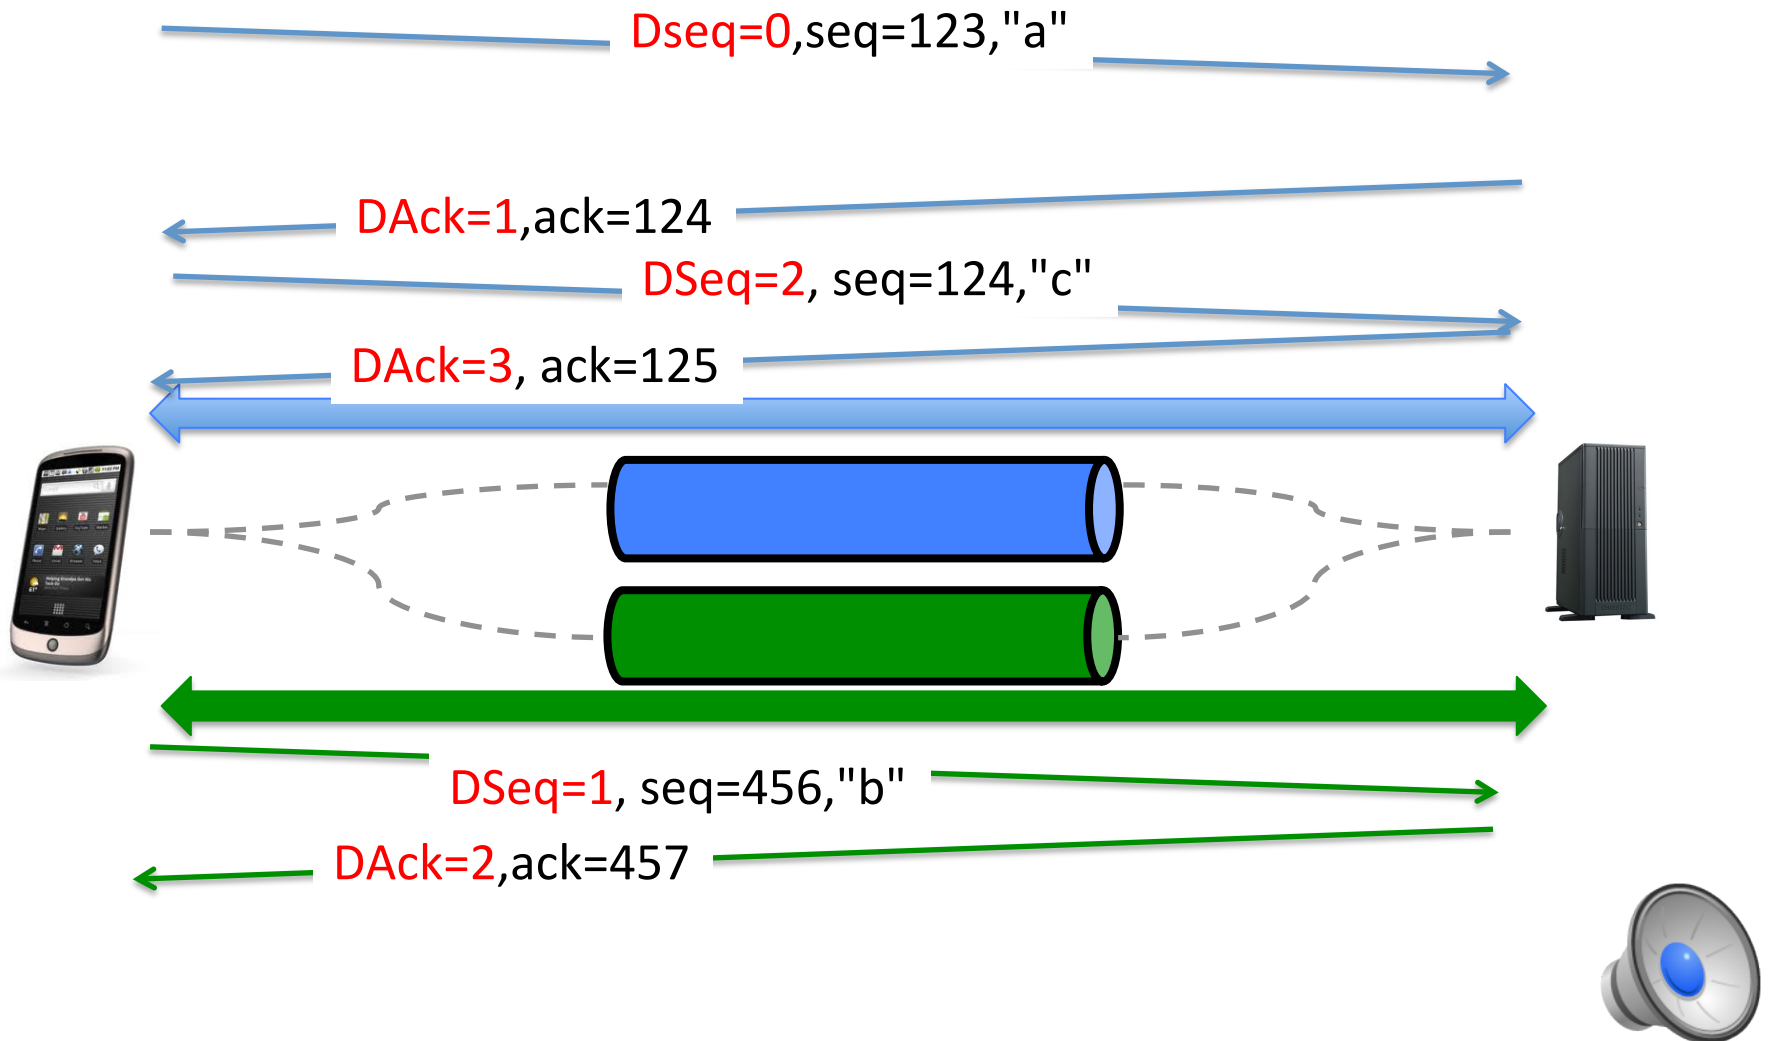 Dseq=0,seq=123,"a"
DAck=1,ack=124
DSeq=2, seq=124,"c"
DAck=3, ack=125
DSeq=1, seq=456,"b"
DAck=2,ack=457